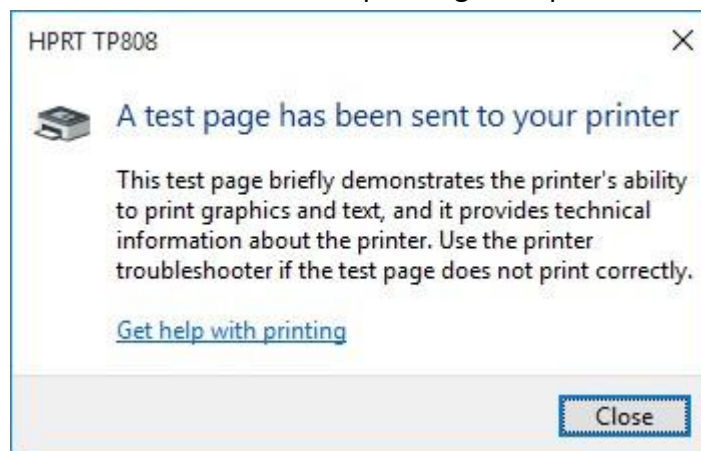 HPRT TP808
A test page has been sent to your printer
This test page briefly demonstrates the printer's ability
to print graphics and text, and it provides technical
information about the printer. Use the printer
troubleshooter if the test page does not print correctly.
Get help with printing
Close